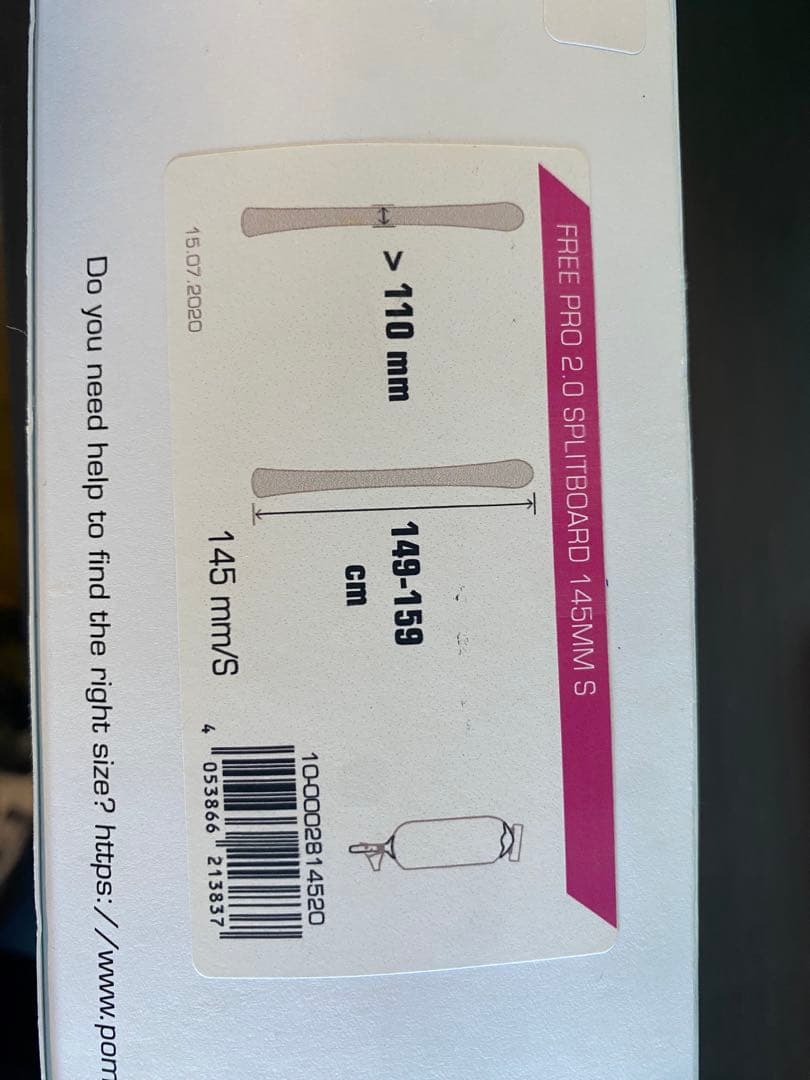 FREE PRO 2.0 SPLITBOARD 145MM S
> 110 mm
149-159
cm
10-0002814520
145 mm/S
4 053866 213837
15.07.2020
Do you need help to find the right size? https://www.pom